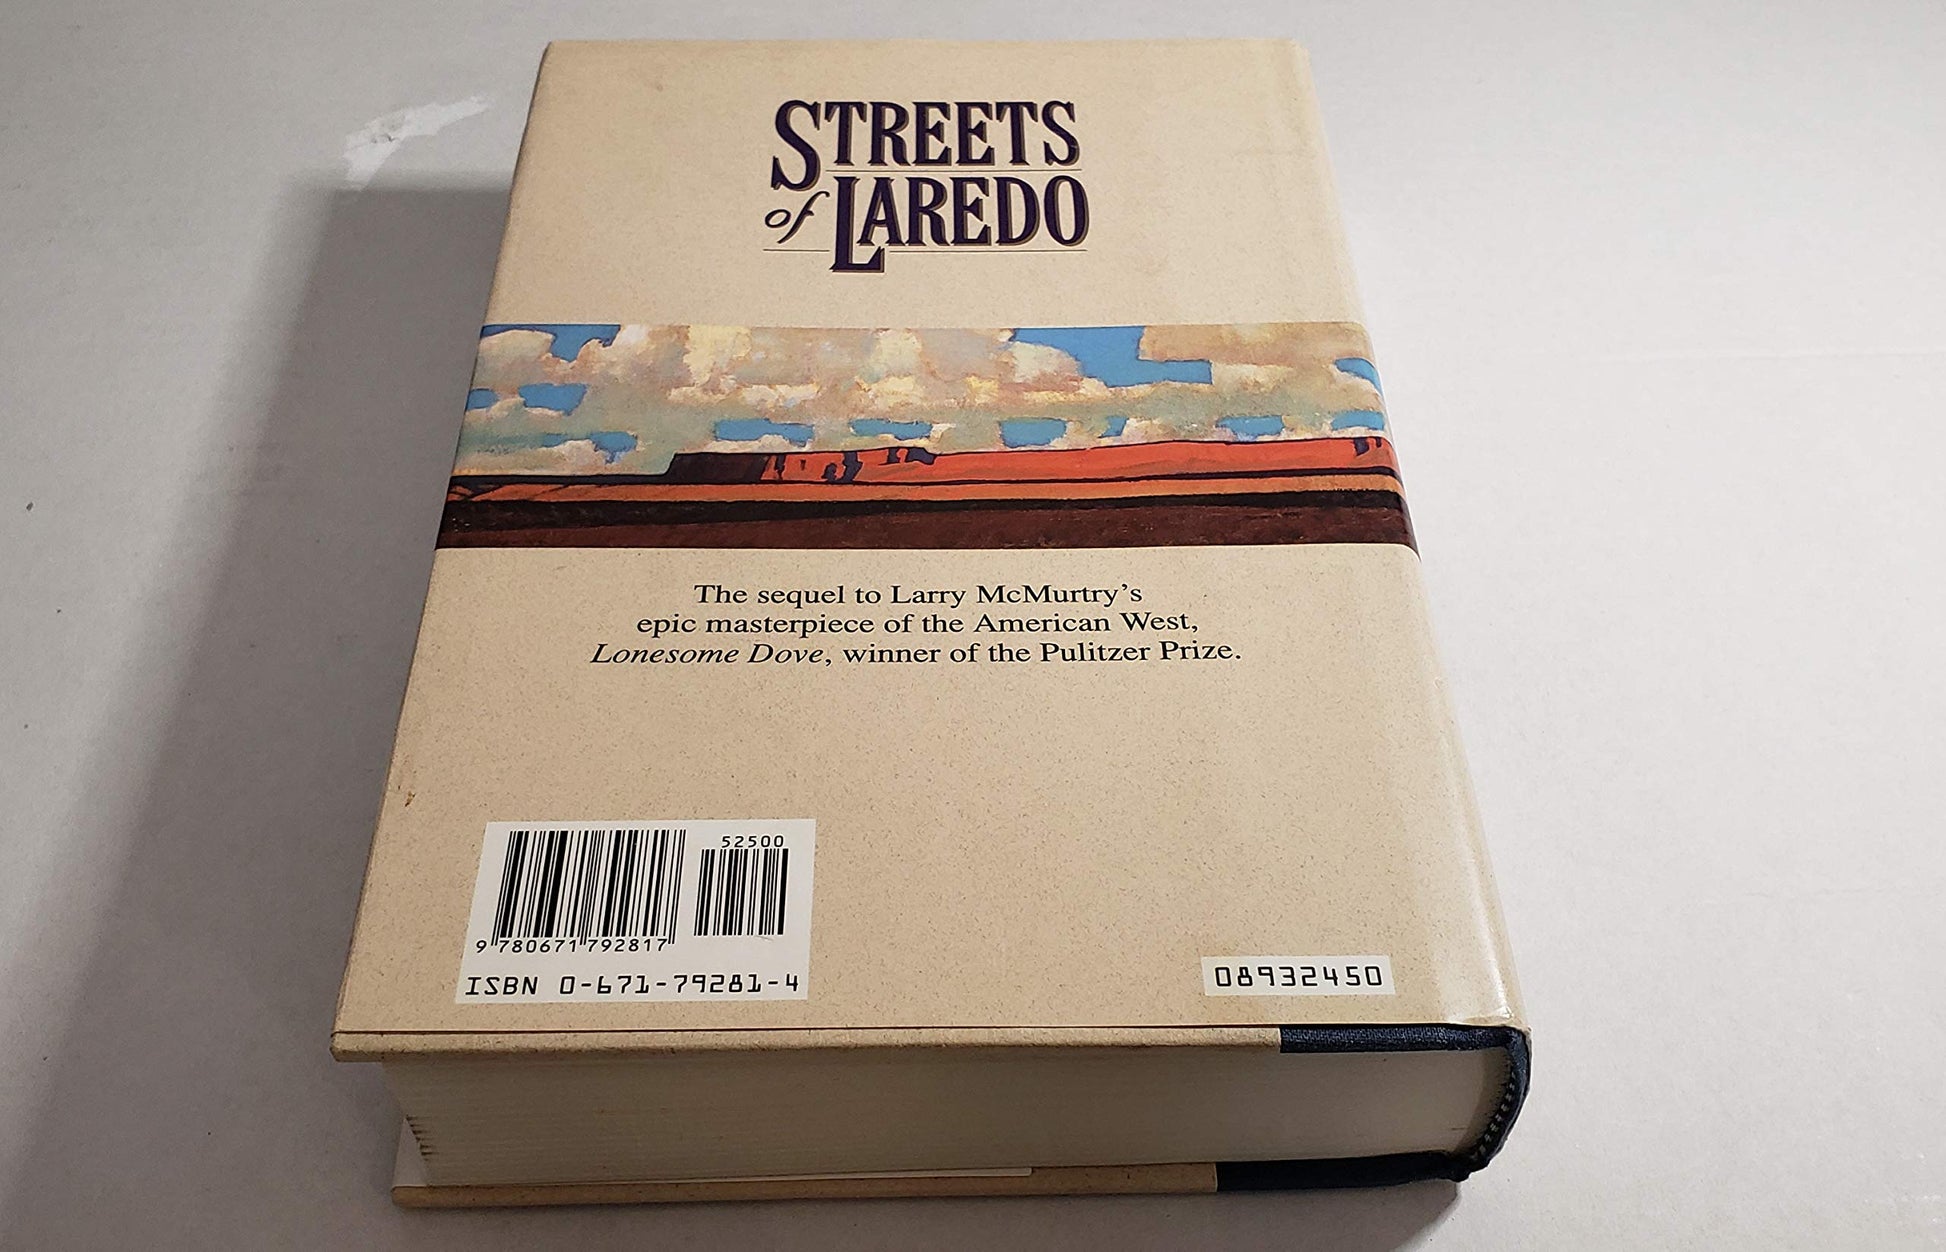 STREETS
of LAREDO
The sequel to Larry McMurtry’s
epic masterpiece of the American West,
Lonesome Dove, winner of the Pulitzer Prize.
52500
9 780671 792817
ISBN 0-671-79281-4
08932450